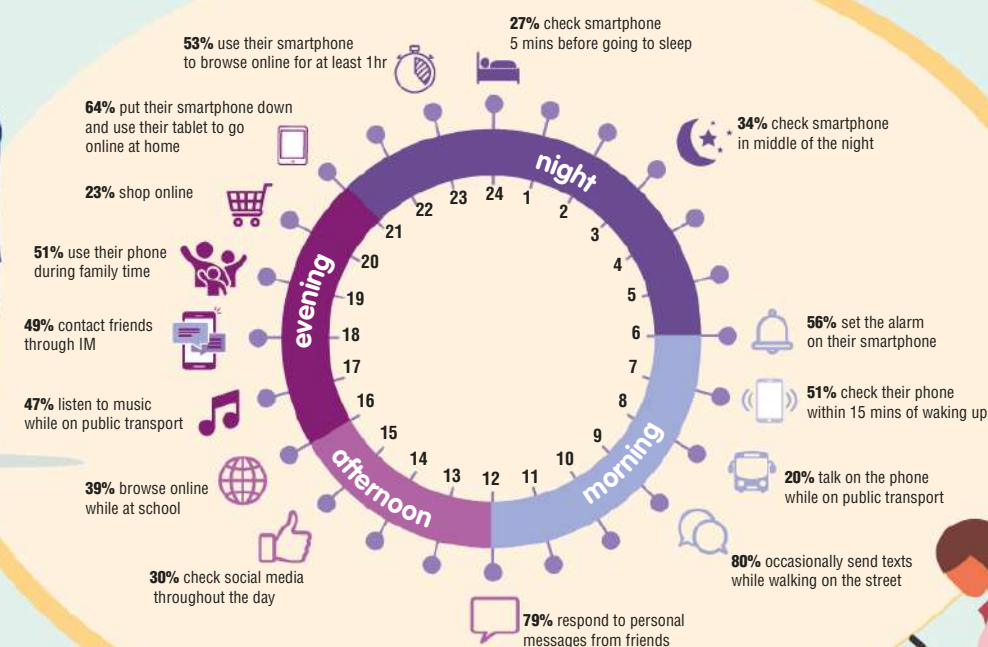 27% check smartphone
5 mins before going to sleep
53% use their smartphone
to browse online for at least 1hr
64% put their smartphone down
and use their tablet to go
online at home
34% check smartphone
in middle of the night
23% shop online
51% use their phone
during family time
49% contact friends
through IM
56% set the alarm
on their smartphone
47% listen to music
while on public transport
51% check their phone
within 15 mins of waking up
39% browse online
while at school
20% talk on the phone
while on public transport
30% check social media
throughout the day
80% occasionally send texts
while walking on the street
79% respond to personal
messages from friends
night
morning
afternoon
evening
24
1
2
3
4
5
6
7
8
9
10
11
12
13
14
15
16
17
18
19
20
21
22
23